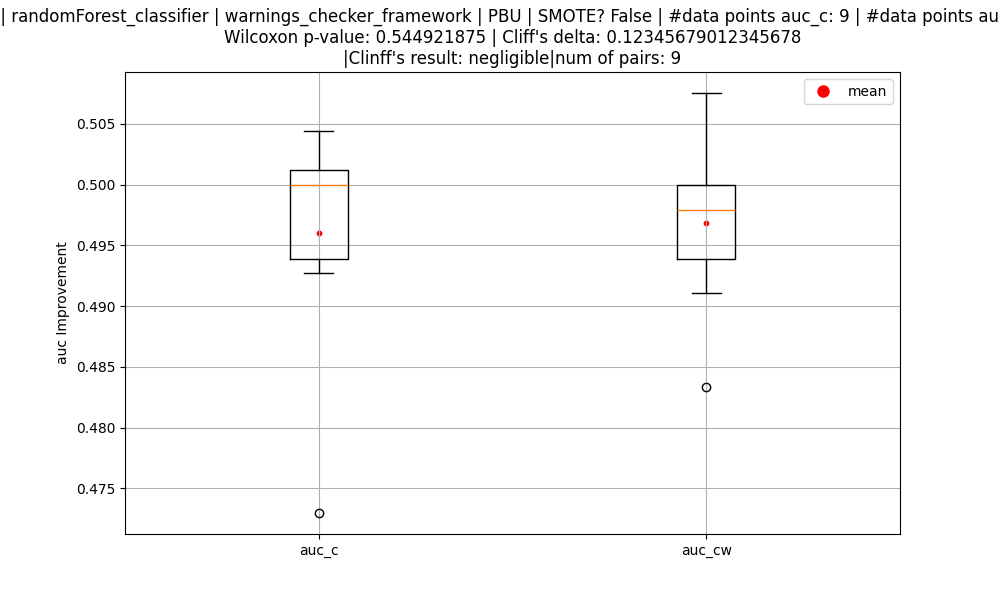 | randomForest_classifier | warnings_checker_framework | PBU | SMOTE? False | #data points auc_c: 9 | #data points au
Wilcoxon p-value: 0.544921875 | Cliff's delta: 0.12345679012345678
|Clinff's result: negligible|num of pairs: 9
mean
0.505
0.500
0.495
0.490
0.485
0.480
0.475
auc Improvement
auc_c
auc_cw